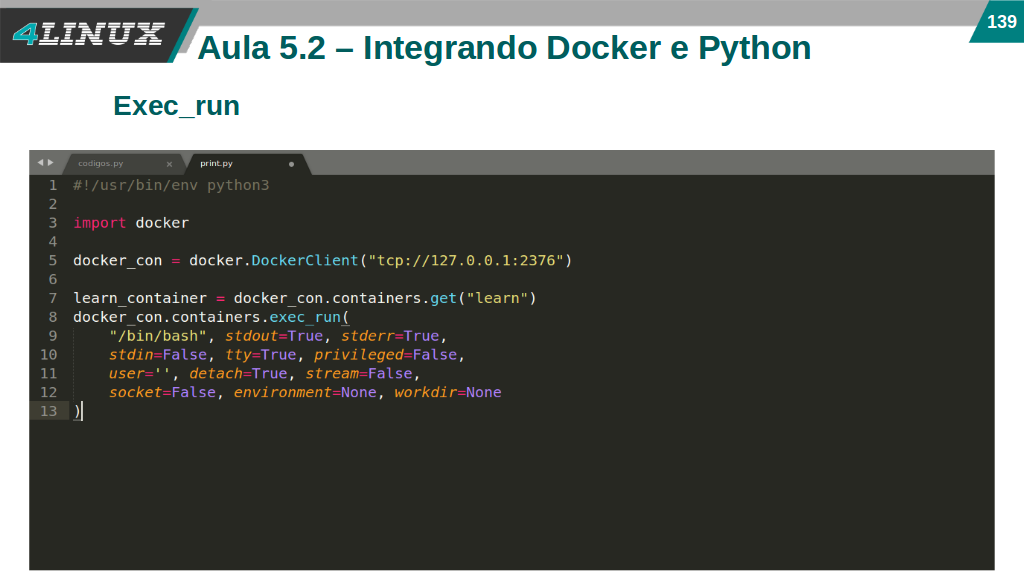 4LINUX
139
Aula 5.2 – Integrando Docker e Python
Exec_run
codigos.py × print.py
1 #!/usr/bin/env python3
2
3 import docker
4
5 docker_con = docker.DockerClient("tcp://127.0.0.1:2376")
6
7 learn_container = docker_con.containers.get("learn")
8 docker_con.containers.exec_run(
9 "/bin/bash", stdout=True, stderr=True,
10 stdin=False, tty=True, privileged=False,
11 user='', detach=True, stream=False,
12 socket=False, environment=None, workdir=None
13 )